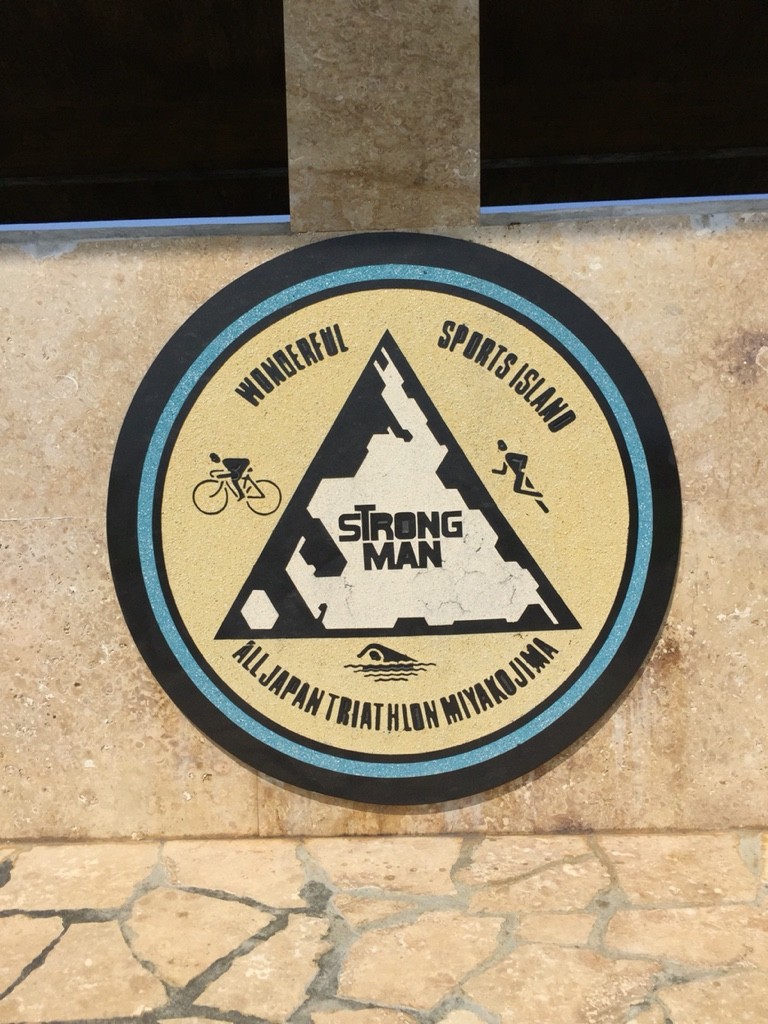 WONDERFUL
SPORTS ISLAND
STRONG
MAN
ALL JAPAN TRIATHLON MIYAKOJIMA